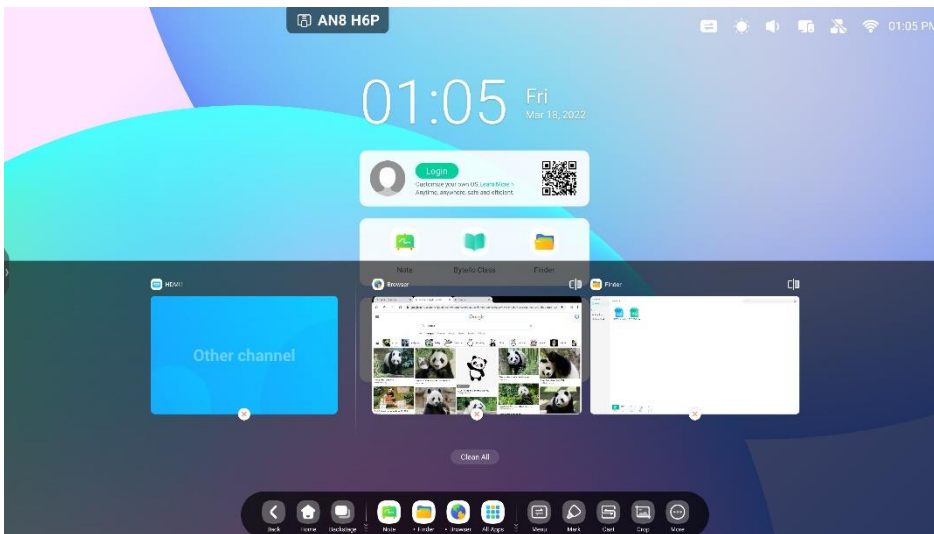 AN8 H6P
01:05 PM
01:05
Fri
Mar 18, 2022
Login
Customize your own OS Learn More >
Anytime, anywhere, safe and efficient.
Note
Bytello Class
Finder
HDMI1
Browser
Finder
Other channel
Google
Clean All
Back
Home
Backstage
Note
• Finder
• Browser
All Apps
Menu
Mark
Cast
Crop
More